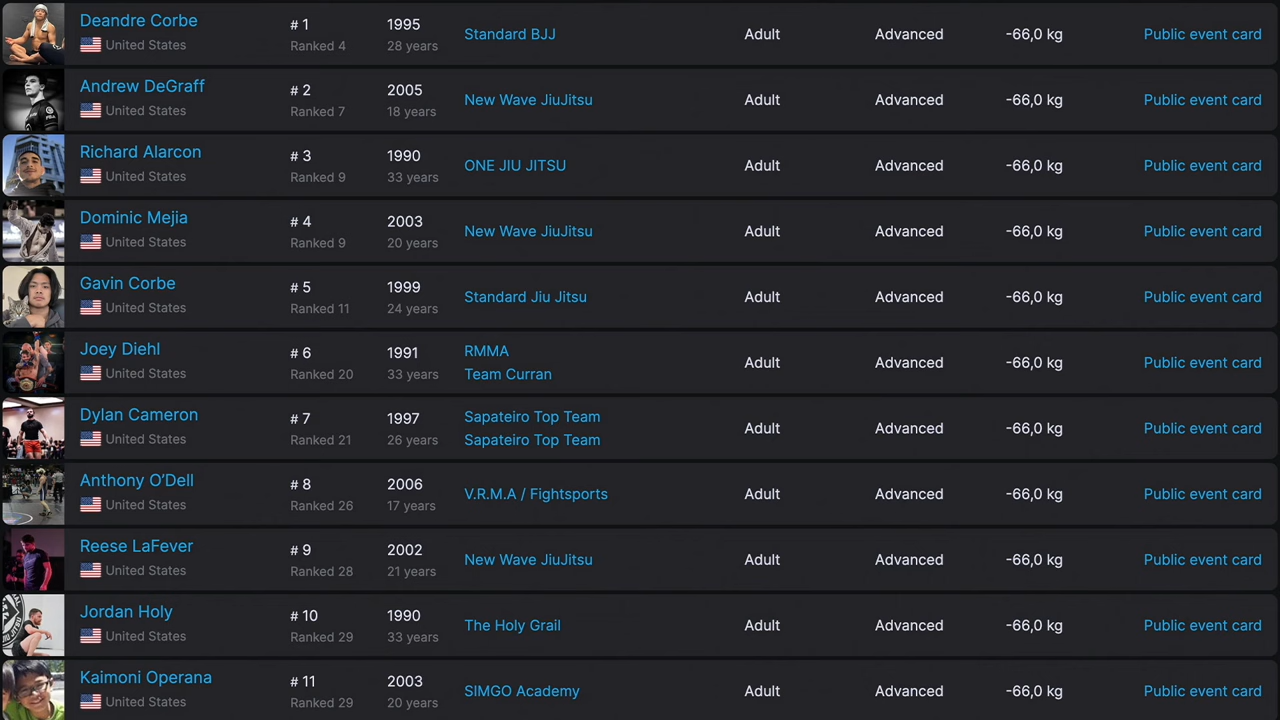 Deandre Corbe # 1 1995 Standard BJJ Adult Advanced -66,0 kg Public event card
United States Ranked 4 28 years
Andrew DeGraff # 2 2005 New Wave JiuJitsu Adult Advanced -66,0 kg Public event card
United States Ranked 7 18 years
Richard Alarcon # 3 1990 ONE JIU JITSU Adult Advanced -66,0 kg Public event card
United States Ranked 9 33 years
Dominic Mejia # 4 2003 New Wave JiuJitsu Adult Advanced -66,0 kg Public event card
United States Ranked 9 20 years
Gavin Corbe # 5 1999 Standard Jiu Jitsu Adult Advanced -66,0 kg Public event card
United States Ranked 11 24 years
Joey Diehl # 6 1991 RMMA Adult Advanced -66,0 kg Public event card
United States Ranked 20 33 years Team Curran
Dylan Cameron # 7 1997 Sapateiro Top Team Adult Advanced -66,0 kg Public event card
United States Ranked 21 26 years Sapateiro Top Team
Anthony O’Dell # 8 2006 V.R.M.A / Fightsports Adult Advanced -66,0 kg Public event card
United States Ranked 26 17 years
Reese LaFever # 9 2002 New Wave JiuJitsu Adult Advanced -66,0 kg Public event card
United States Ranked 28 21 years
Jordan Holy # 10 1990 The Holy Grail Adult Advanced -66,0 kg Public event card
United States Ranked 29 33 years
Kaimoni Operana # 11 2003 SIMGO Academy Adult Advanced -66,0 kg Public event card
United States Ranked 29 20 years